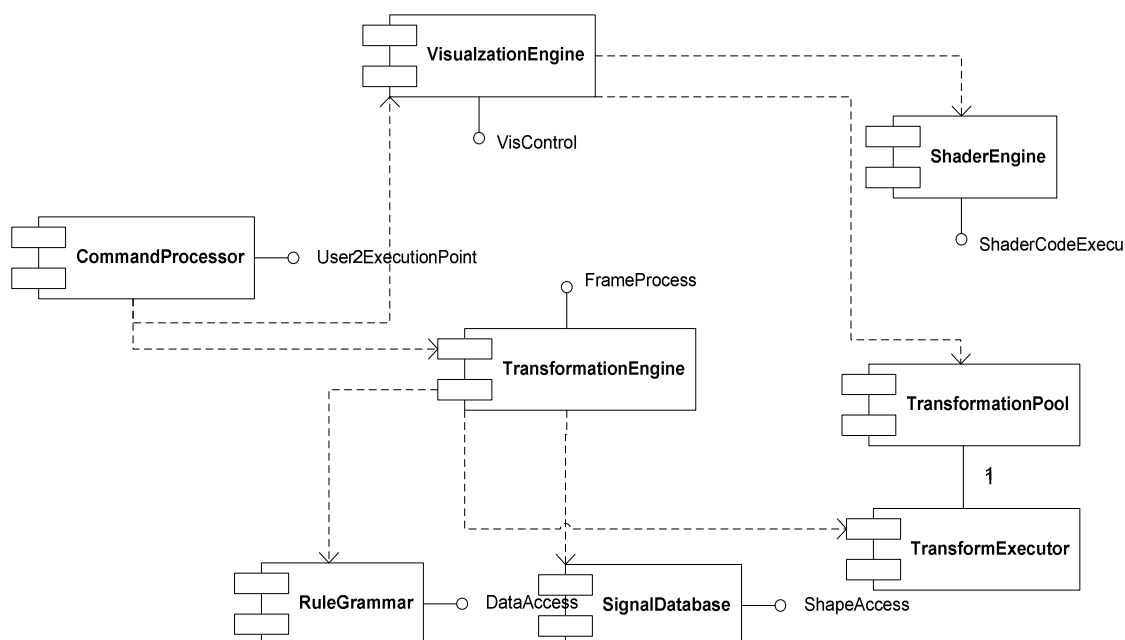 VisualzationEngine
VisControl
ShaderEngine
ShaderCodeExecu
CommandProcessor
User2ExecutionPoint
FrameProcess
TransformationEngine
TransformationPool
1
TransformExecutor
RuleGrammar
DataAccess
SignalDatabase
ShapeAccess